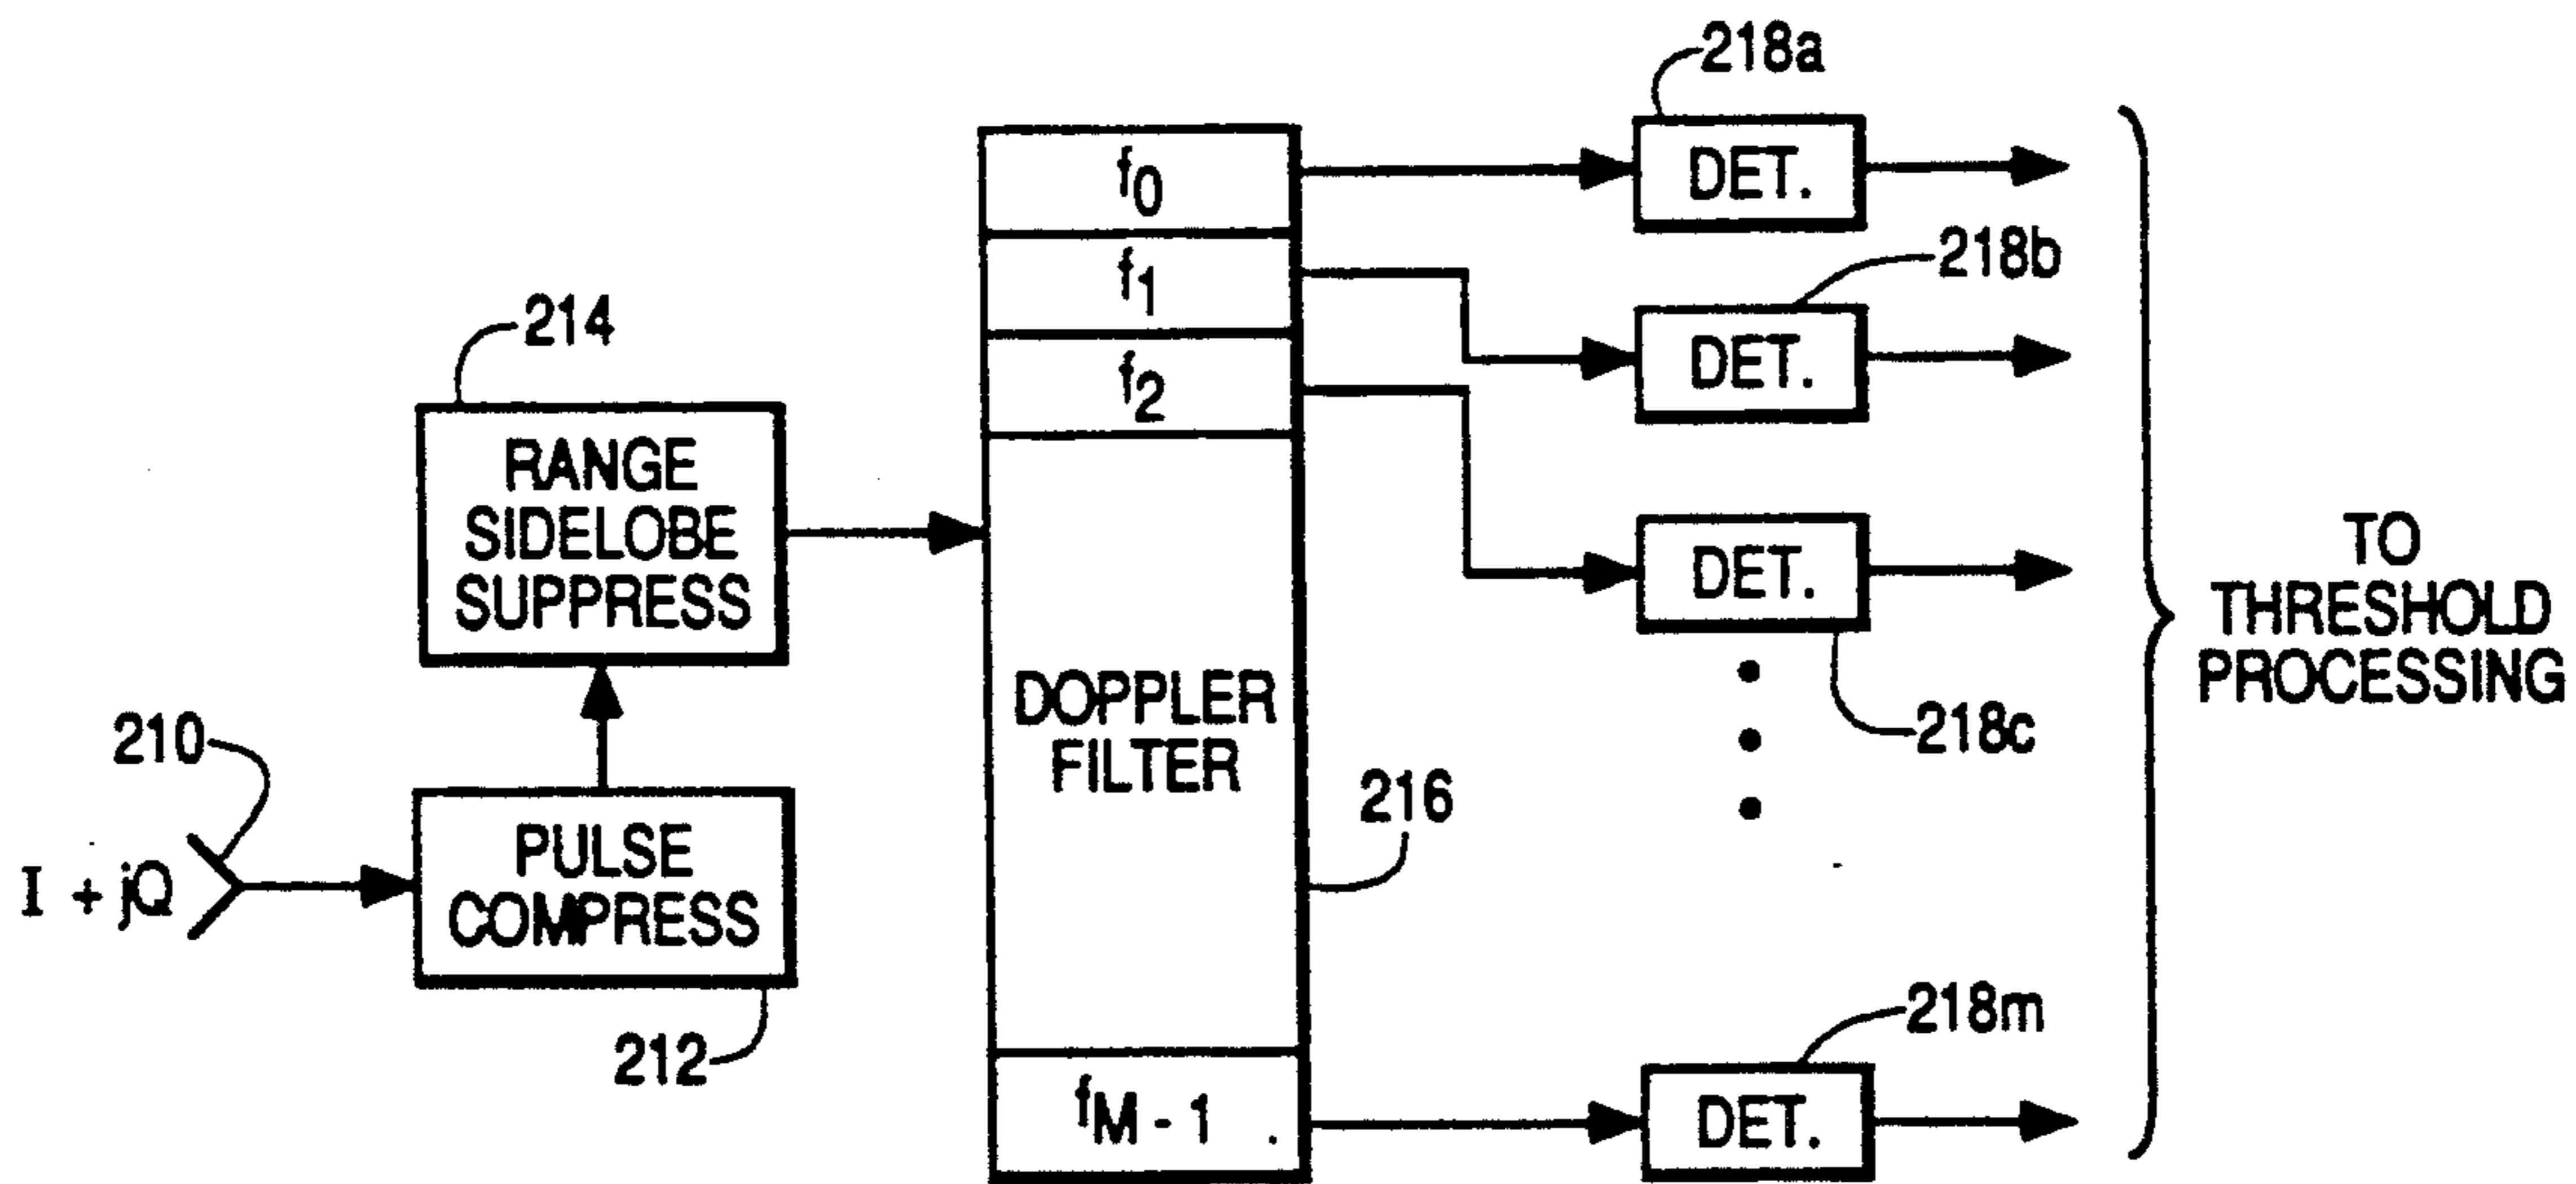 218a
f0
DET.
f1
218b
214
f2
DET.
RANGE
SIDELOBE
SUPPRESS
DET.
TO
THRESHOLD
PROCESSING
DOPPLER
FILTER
218c
210
216
I + jQ
PULSE
COMPRESS
212
218m
fM - 1
DET.